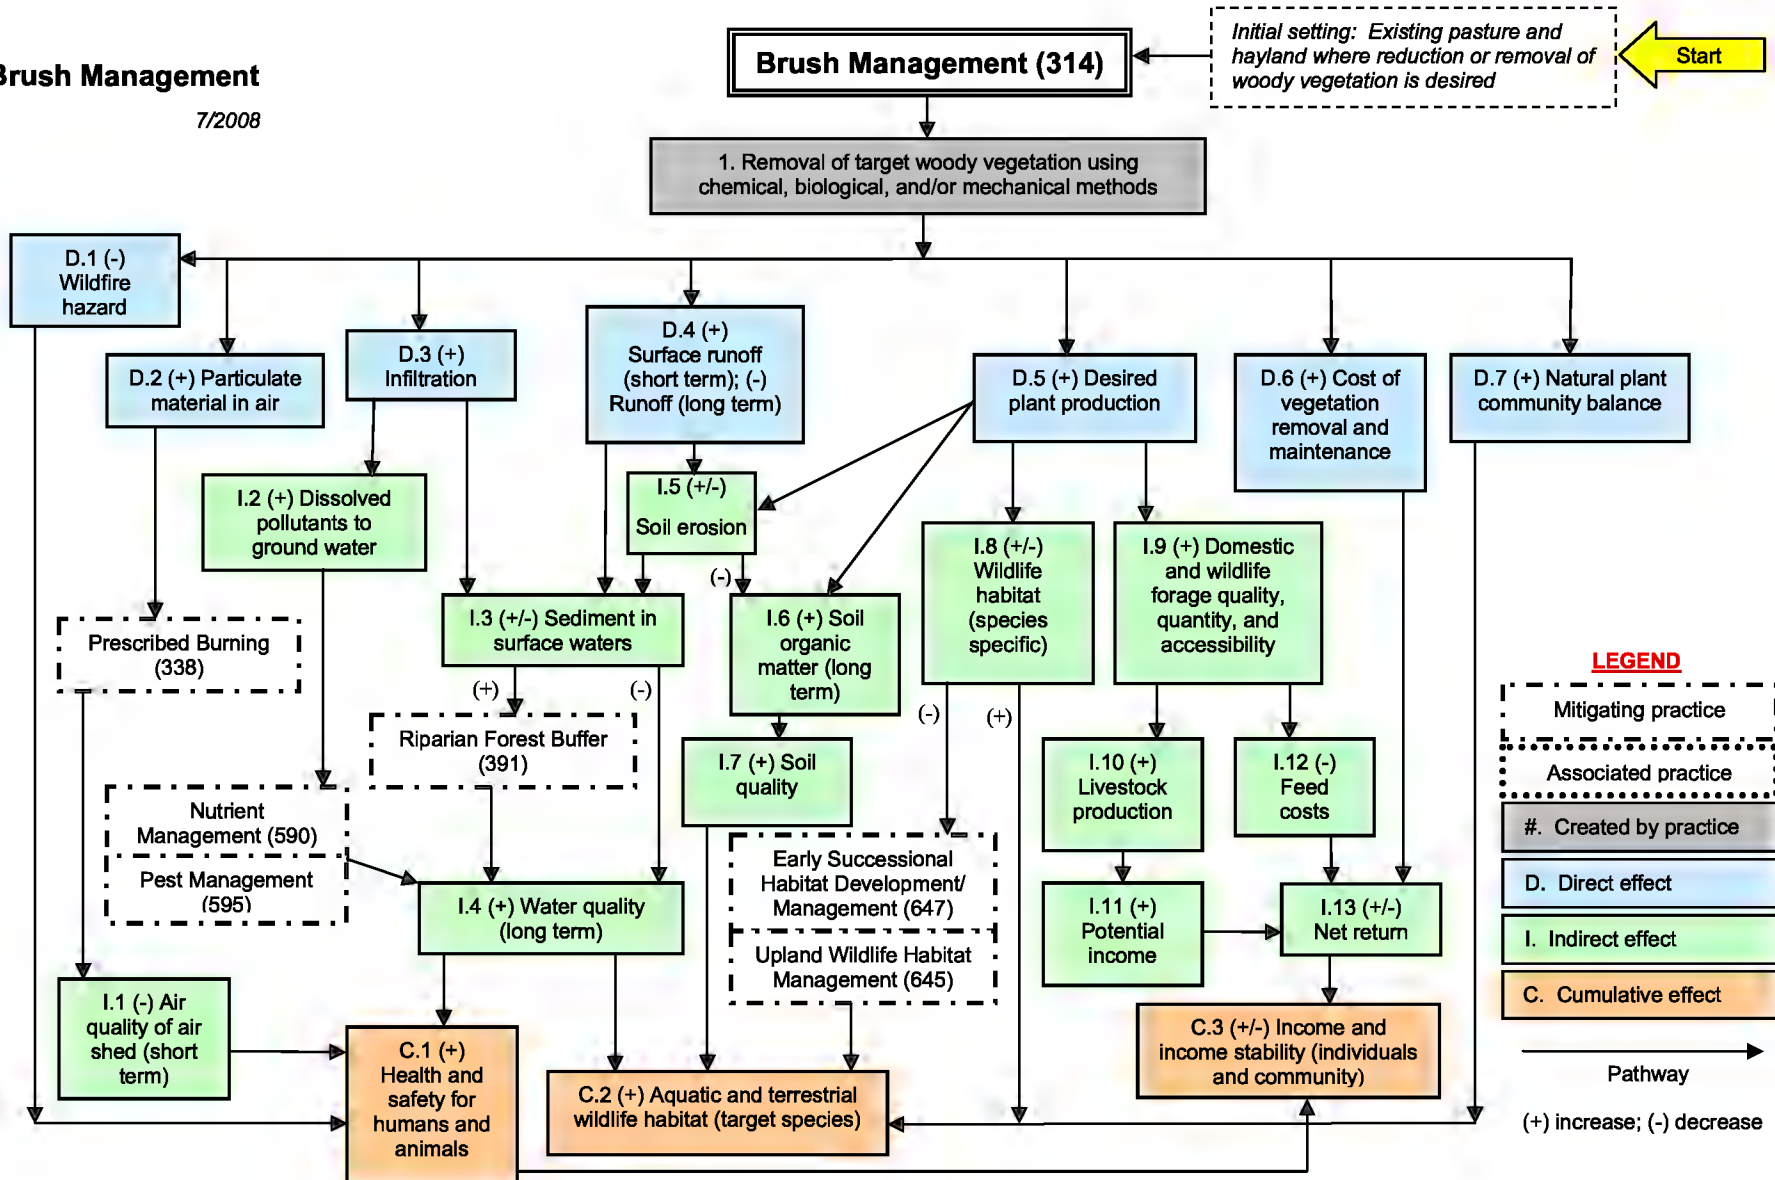 Brush Management
7/2008
Brush Management (314)
Initial setting: Existing pasture and
hayland where reduction or removal of
woody vegetation is desired
Start
1. Removal of target woody vegetation using
chemical, biological, and/or mechanical methods
D.1 (-)
Wildfire
hazard
D.2 (+) Particulate
material in air
D.3 (+)
Infiltration
D.4 (+)
Surface runoff
(short term); (-)
Runoff (long term)
D.5 (+) Desired
plant production
D.6 (+) Cost of
vegetation
removal and
maintenance
D.7 (+) Natural plant
community balance
I.2 (+) Dissolved
pollutants to
ground water
I.5 (+/-)
Soil erosion
(-)
I.8 (+/-)
Wildlife
habitat
(species
specific)
I.9 (+) Domestic
and wildlife
forage quality,
quantity, and
accessibility
Prescribed Burning
(338)
I.3 (+/-) Sediment in
surface waters
(+)
(-)
I.6 (+) Soil
organic
matter (long
term)
(-)
(+)
Riparian Forest Buffer
(391)
I.7 (+) Soil
quality
I.10 (+)
Livestock
production
I.12 (-)
Feed
costs
Nutrient
Management (590)
Pest Management
(595)
Early Successional
Habitat Development/
Management (647)
Upland Wildlife Habitat
Management (645)
I.4 (+) Water quality
(long term)
I.11 (+)
Potential
income
I.13 (+/-)
Net return
I.1 (-) Air
quality of air
shed (short
term)
C.1 (+)
Health and
safety for
humans and
animals
C.2 (+) Aquatic and terrestrial
wildlife habitat (target species)
C.3 (+/-) Income and
income stability (individuals
and community)
LEGEND
Mitigating practice
Associated practice
#. Created by practice
D. Direct effect
I. Indirect effect
C. Cumulative effect
Pathway
(+) increase; (-) decrease